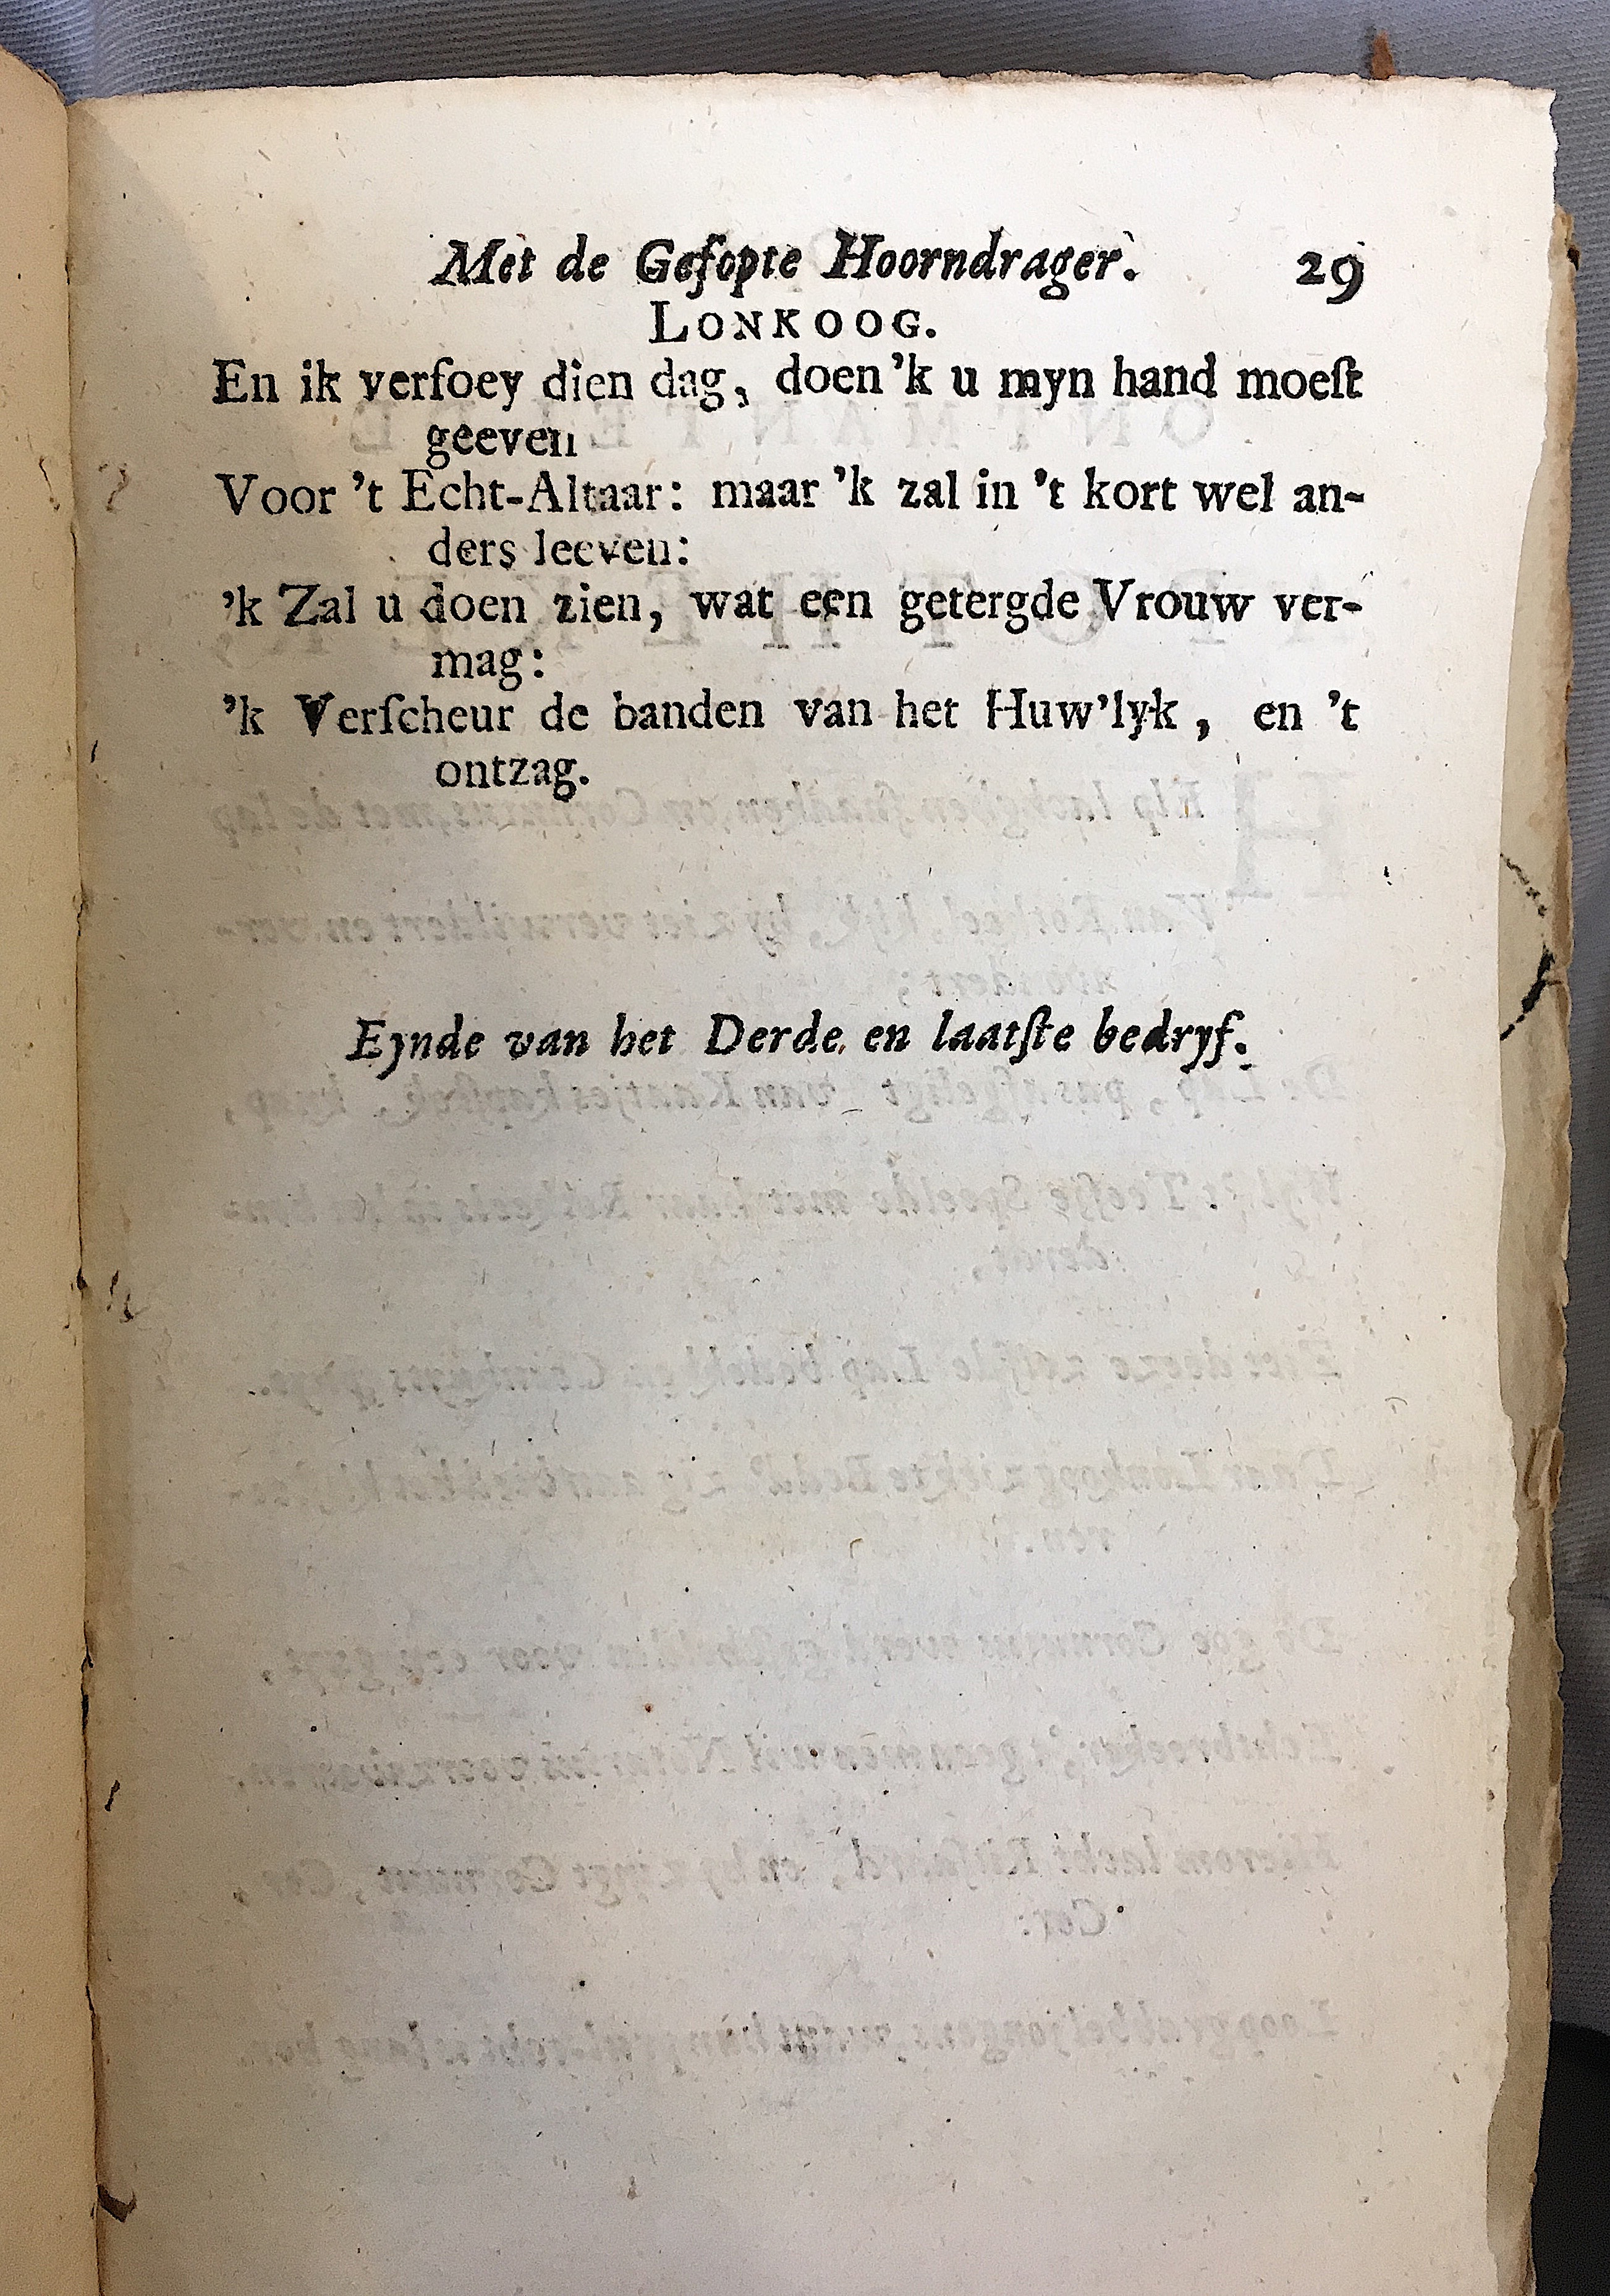 Met de Gefopte Hoorndrager. 29
LONKOOG.
En ik verfoey dien dag, doen 'k u myn hand moeſt
geeven
Voor 't Echt-Altaar: maar 'k zal in 't kort wel an-
ders leeven:
'k Zal u doen zien, wat een getergde Vrouw ver-
mag:
'k Verſcheur de banden van het Huw'lyk, en 't
ontzag.
Eynde van het Derde en laatſte bedryf.